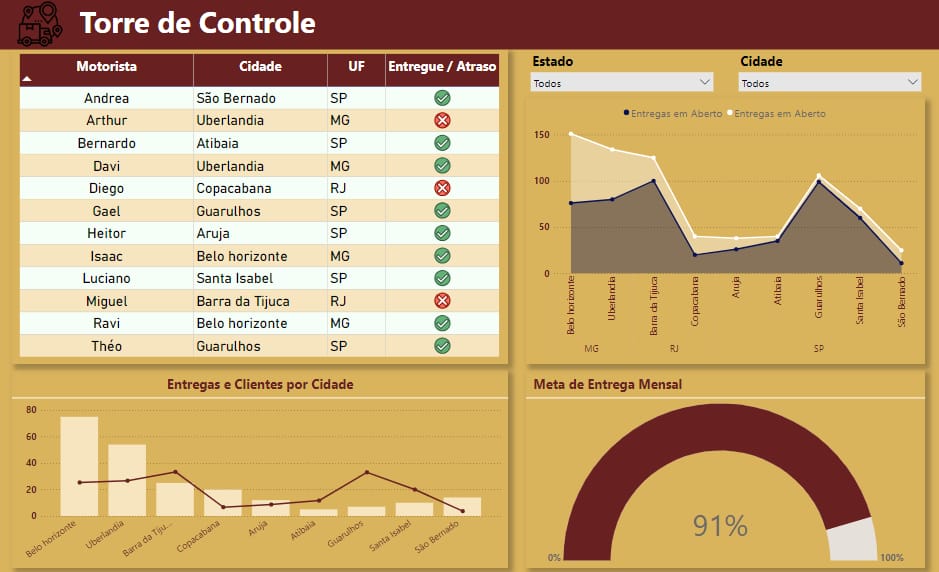 Torre de Controle
Motorista Cidade UF Entregue / Atraso
Andrea São Bernado SP
Arthur Uberlandia MG
Bernardo Atibaia SP
Davi Uberlandia MG
Diego Copacabana RJ
Gael Guarulhos SP
Heitor Aruja SP
Isaac Belo horizonte MG
Luciano Santa Isabel SP
Miguel Barra da Tijuca RJ
Ravi Belo horizonte MG
Théo Guarulhos SP
Estado Cidade
Todos Todos
Entregas em Aberto Entregas em Aberto
150
100
50
0
Belo horizonte Uberlandia Barra da Tijuca Copacabana Aruja Atibaia Guarulhos Santa Isabel São Bernado
MG RJ SP
Entregas e Clientes por Cidade
80
60
40
20
0
Belo horizonte Uberlandia Barra da Tiju... Copacabana Aruja Atibaia Guarulhos Santa Isabel São Bernado
Meta de Entrega Mensal
91%
0% 100%